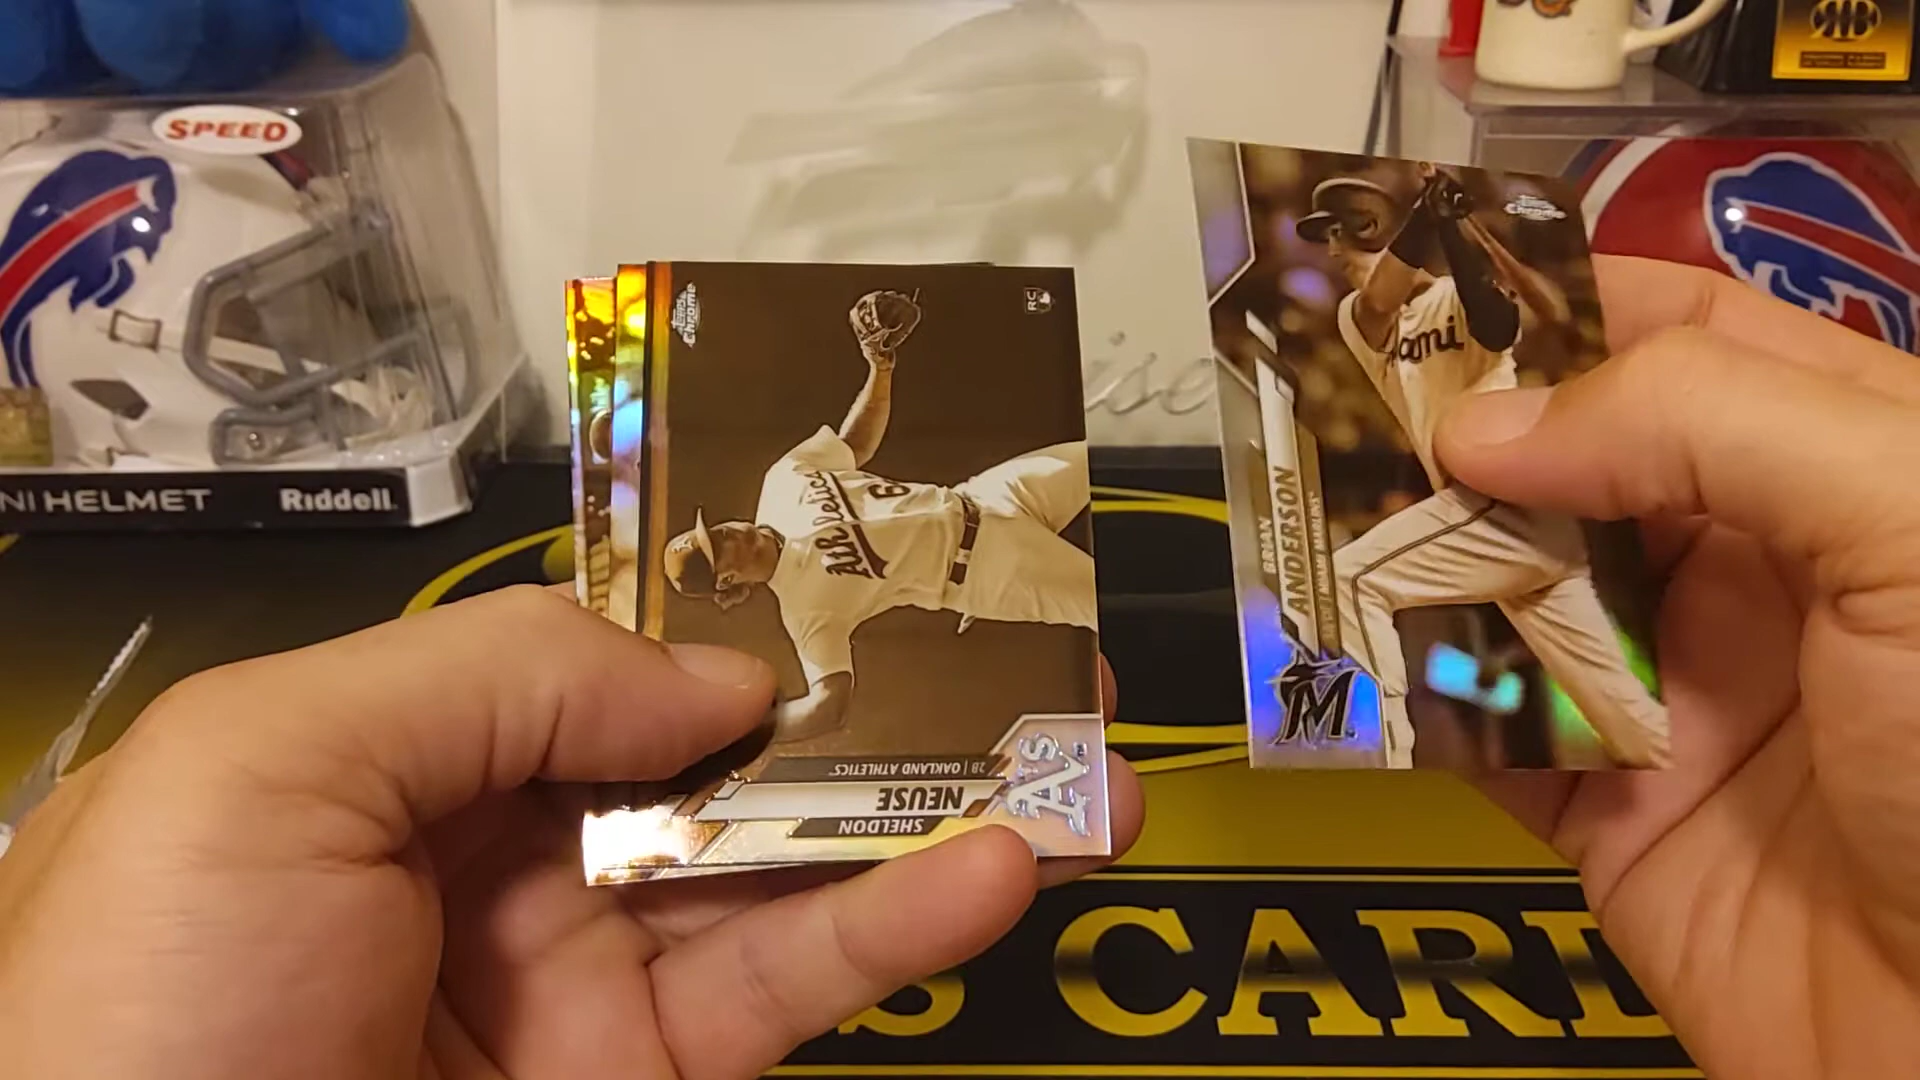 SPEED
NI HELMET
Riddell
Topps
Chrome
RC
Athletics
6
2B | OAKLAND ATHLETICS
NEUSE
SHELDON
A's
Topps
Chrome
ami
BRIAN
ANDERSON
MIAMI MARLINS
M
S CARD